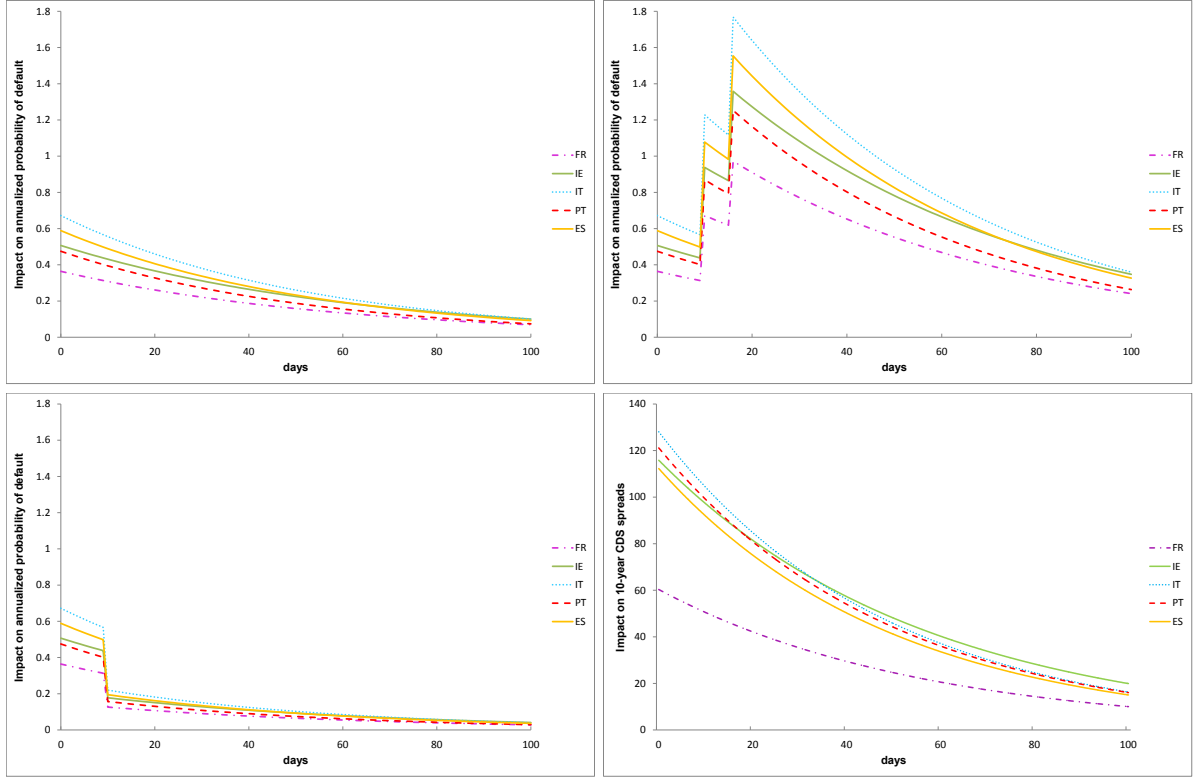 Impact on annualized probability of default
1.8
1.6
1.4
1.2
1
0.8
0.6
0.4
0.2
0
0 20 40 60 80 100
days
FR
IE
IT
PT
ES
Impact on annualized probability of default
1.8
1.6
1.4
1.2
1
0.8
0.6
0.4
0.2
0
0 20 40 60 80 100
days
FR
IE
IT
PT
ES
Impact on annualized probability of default
1.8
1.6
1.4
1.2
1
0.8
0.6
0.4
0.2
0
0 20 40 60 80 100
days
FR
IE
IT
PT
ES
Impact on 10-year CDS spreads
140
120
100
80
60
40
20
0
0 20 40 60 80 100
days
FR
IE
IT
PT
ES